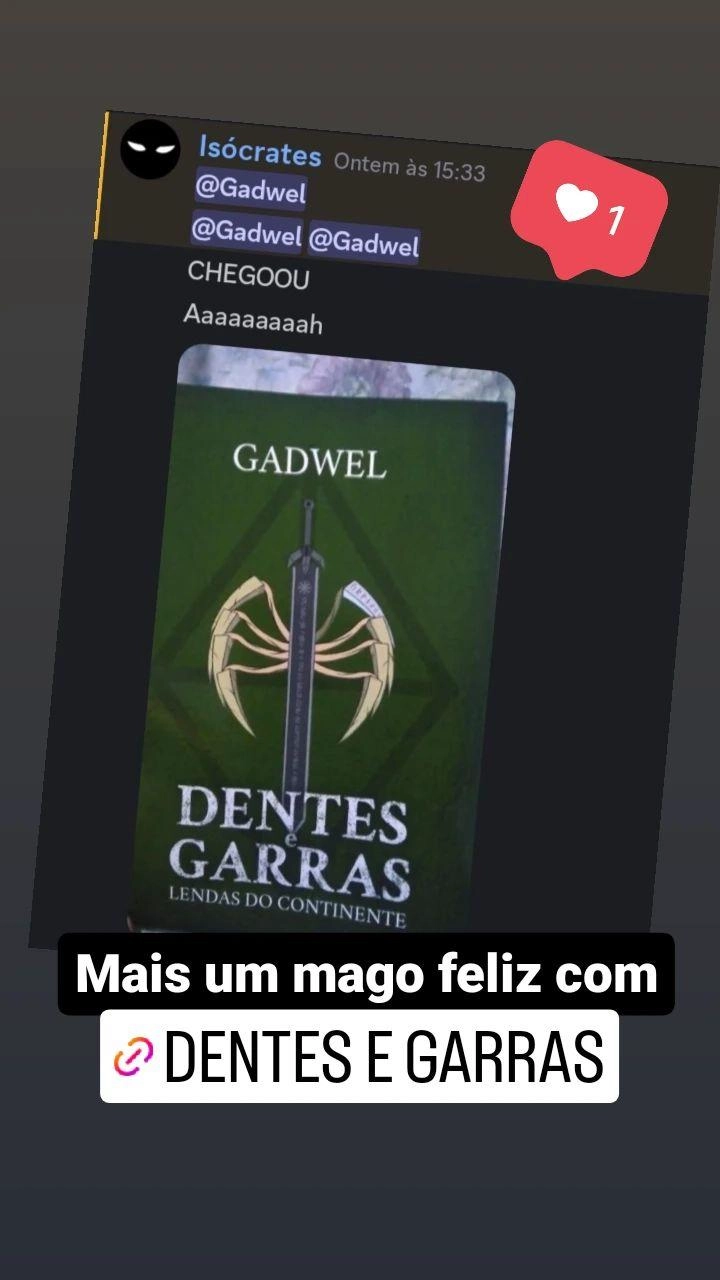 Isócrates Ontem às 15:33
@Gadwel
@Gadwel @Gadwel
1
CHEGOOU
Aaaaaaaaah
GADWEL
DENTES
e
GARRAS
LENDAS DO CONTINENTE
Mais um mago feliz com
DENTES E GARRAS